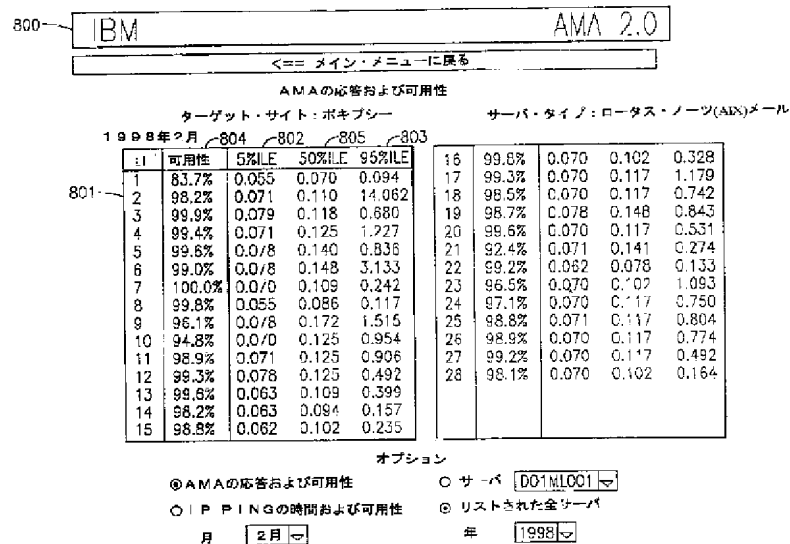 800
IBM AMA 2.0
<== メイン・メニューに戻る
AMAの応答および可用性
ターゲット・サイト：ポキプシー サーバ・タイプ：ロータス・ノーツ(AIX)メール
1998年2月 804 802 805 803
801
日 可用性 5%ILE 50%ILE 95%ILE
1 83.7% 0.055 0.070 0.094
2 98.2% 0.071 0.110 14.062
3 99.9% 0.079 0.118 0.680
4 99.4% 0.071 0.125 1.227
5 99.6% 0.078 0.140 0.836
6 99.0% 0.078 0.148 3.133
7 100.0% 0.070 0.109 0.242
8 99.8% 0.055 0.086 0.117
9 96.1% 0.078 0.172 1.515
10 94.8% 0.070 0.125 0.954
11 98.9% 0.071 0.125 0.906
12 99.3% 0.078 0.125 0.492
13 99.6% 0.063 0.109 0.399
14 98.2% 0.063 0.094 0.157
15 98.8% 0.062 0.102 0.235
16 99.8% 0.070 0.102 0.328
17 99.3% 0.070 0.117 1.179
18 98.5% 0.070 0.117 0.742
19 98.7% 0.078 0.148 0.843
20 99.6% 0.070 0.117 0.531
21 92.4% 0.071 0.141 0.274
22 99.2% 0.062 0.078 0.133
23 96.5% 0.070 0.102 1.093
24 97.1% 0.070 0.117 0.750
25 98.8% 0.071 0.117 0.804
26 98.9% 0.070 0.117 0.774
27 99.2% 0.070 0.117 0.492
28 98.1% 0.070 0.102 0.164
オプション
AMAの応答および可用性 サーバ D01ML001
IP PINGの時間および可用性 リストされた全サーバ
月 2月 年 1998